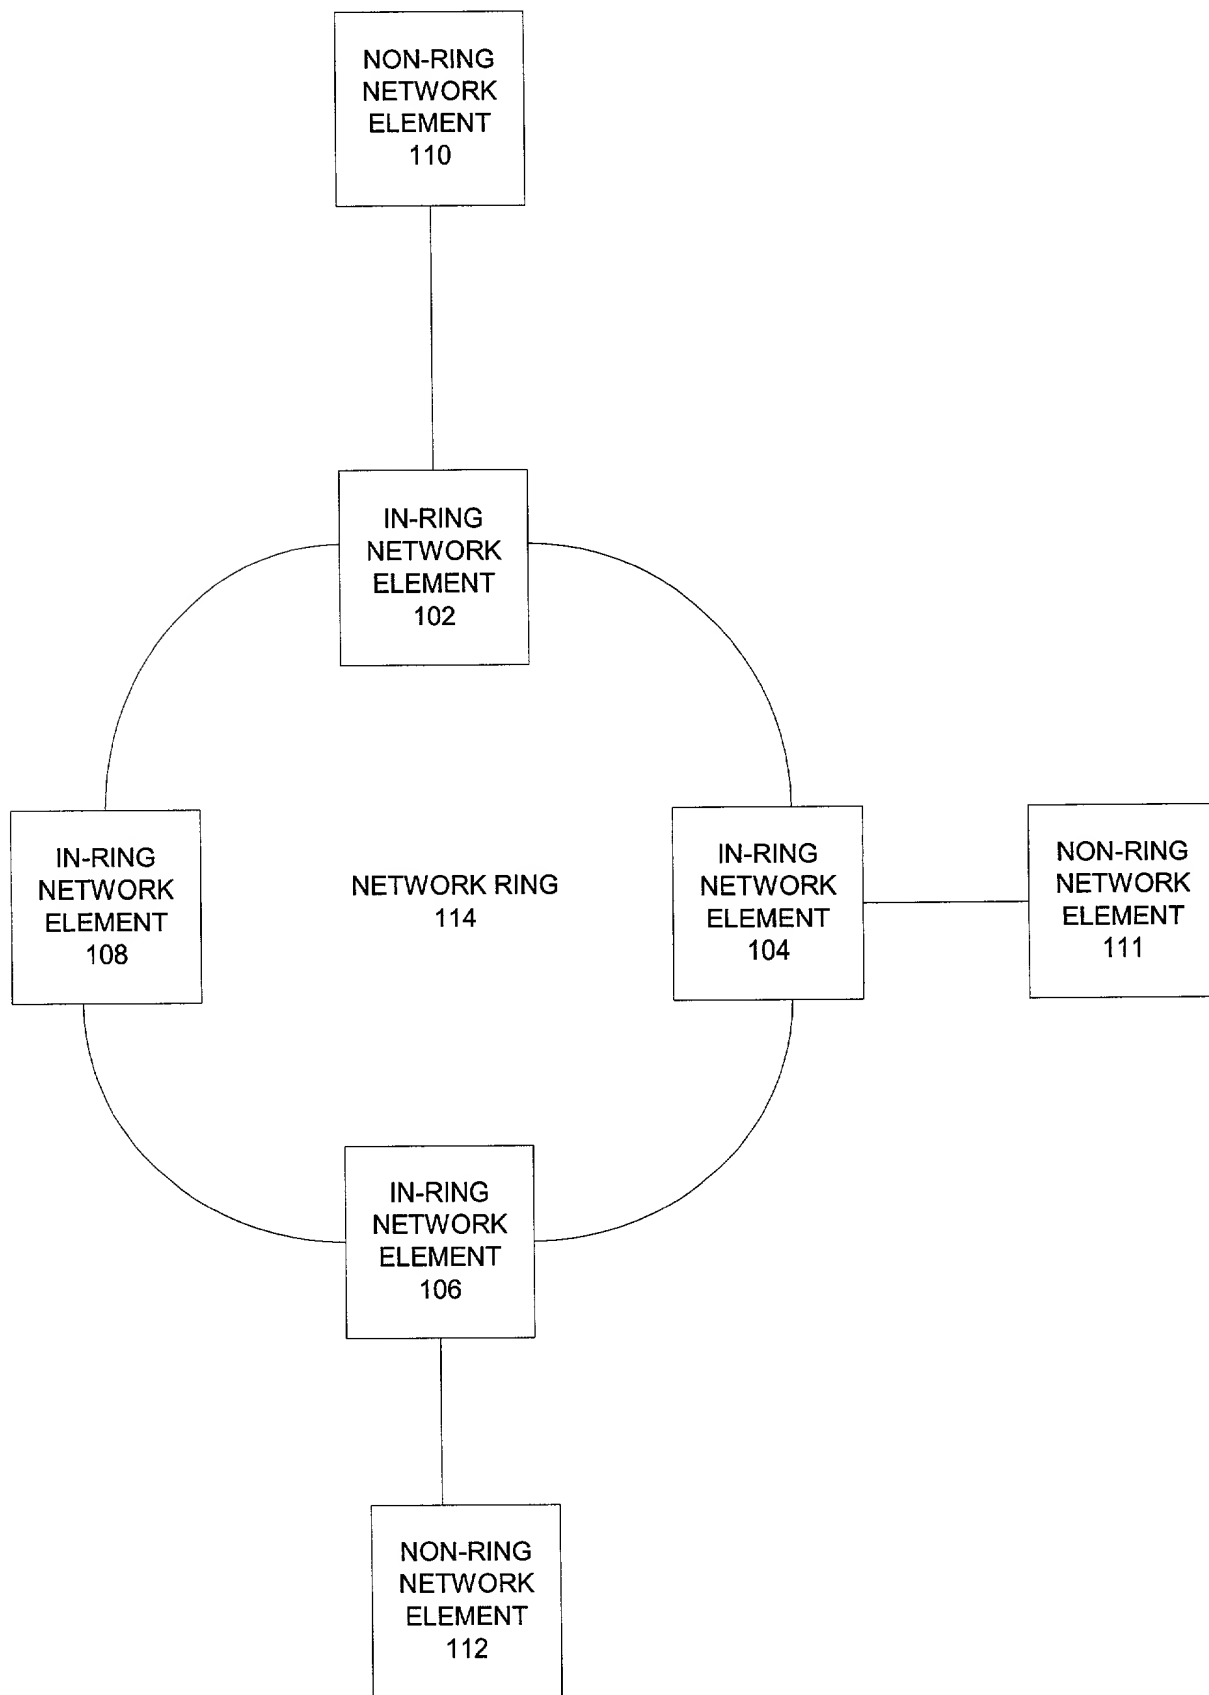 NON-RING
NETWORK
ELEMENT
110
IN-RING
NETWORK
ELEMENT
102
IN-RING
NETWORK
ELEMENT
108
NETWORK RING
114
IN-RING
NETWORK
ELEMENT
104
NON-RING
NETWORK
ELEMENT
111
IN-RING
NETWORK
ELEMENT
106
NON-RING
NETWORK
ELEMENT
112